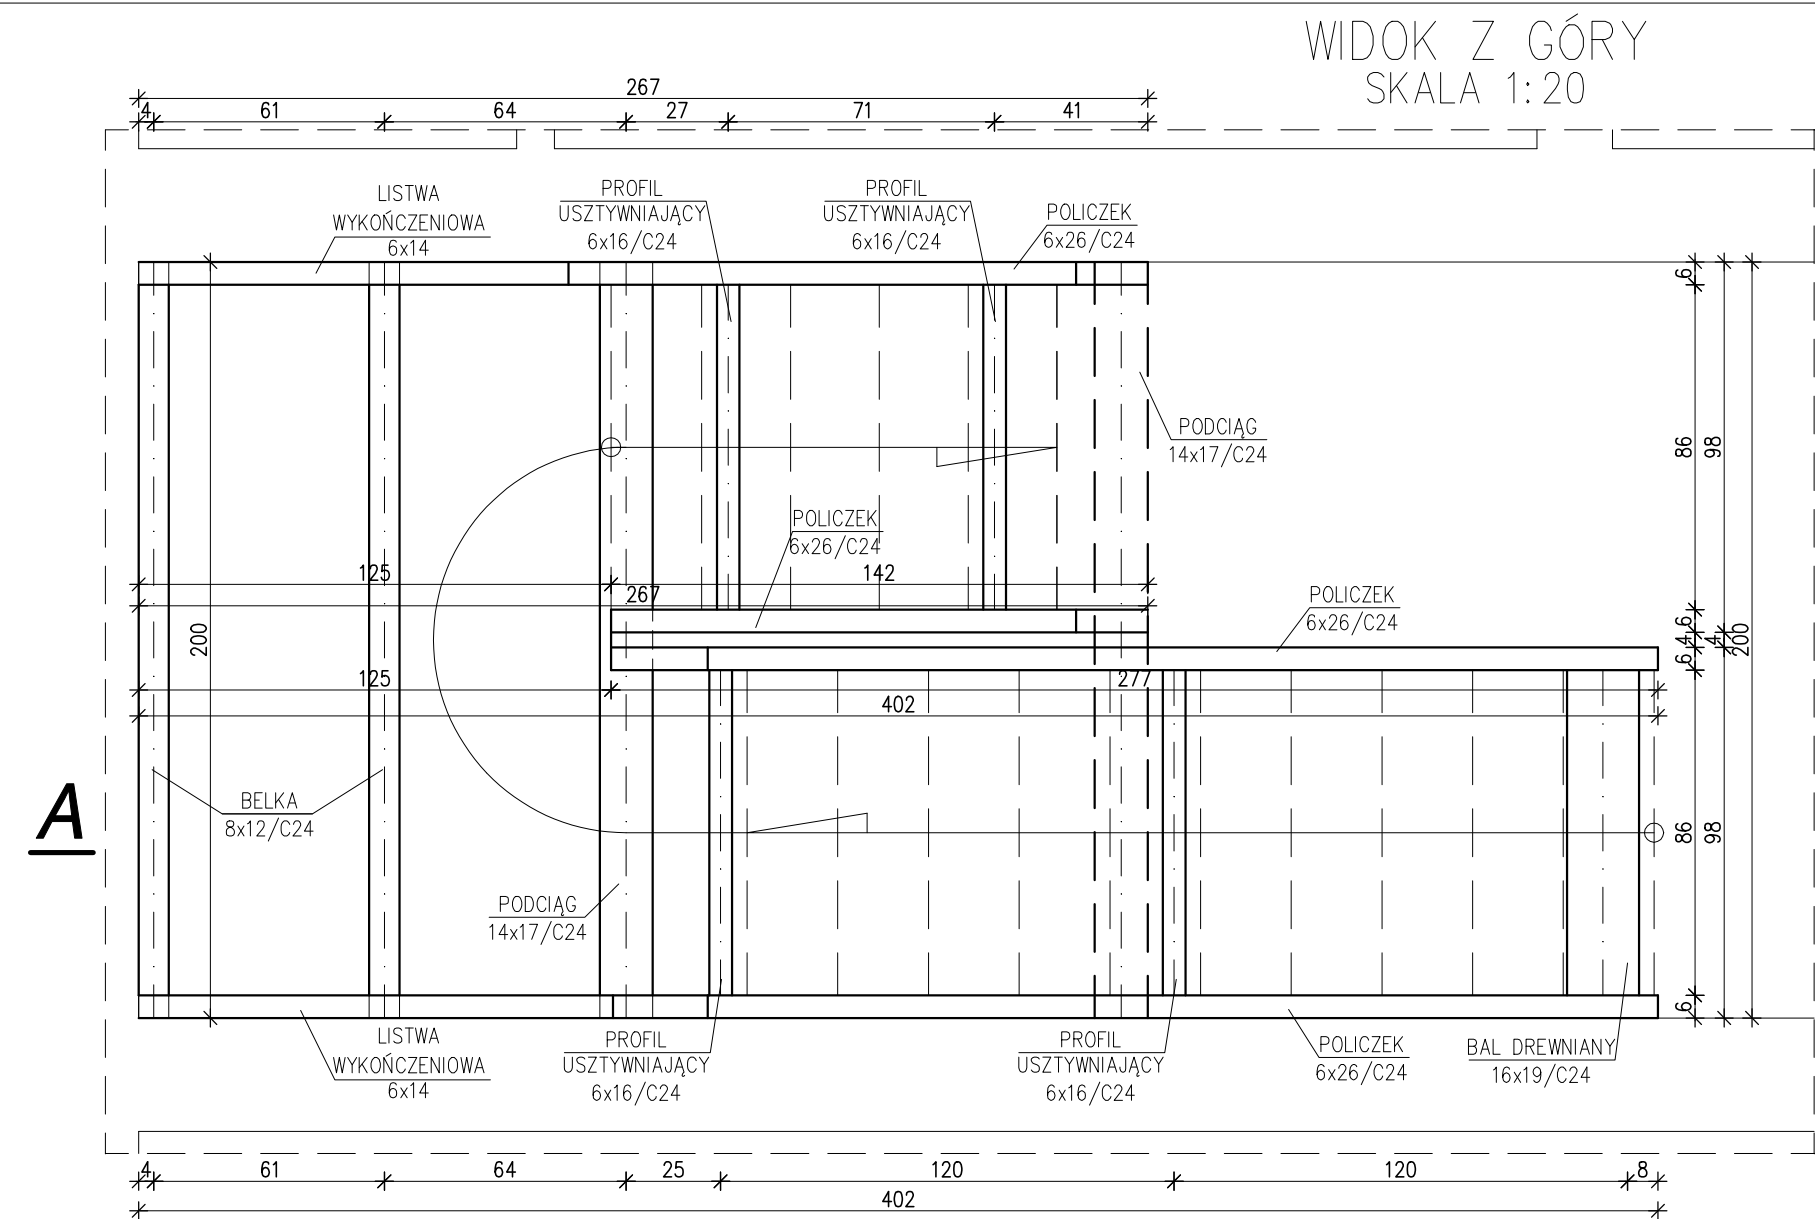 WIDOK Z GÓRY
SKALA 1:20
267
4 61 64 27 71 41
LISTWA
WYKOŃCZENIOWA
6x14
PROFIL
USZTYWNIAJĄCY
6x16/C24
PROFIL
USZTYWNIAJĄCY
6x16/C24
POLICZEK
6x26/C24
6
86
98
PODCIĄG
14x17/C24
POLICZEK
6x26/C24
125 142
267
POLICZEK
6x26/C24
200
6
4
6
4
200
125 277
402
A
BELKA
8x12/C24
86
98
PODCIĄG
14x17/C24
6
LISTWA
WYKOŃCZENIOWA
6x14
PROFIL
USZTYWNIAJĄCY
6x16/C24
PROFIL
USZTYWNIAJĄCY
6x16/C24
POLICZEK
6x26/C24
BAL DREWNIANY
16x19/C24
4 61 64 25 120 120 8
402